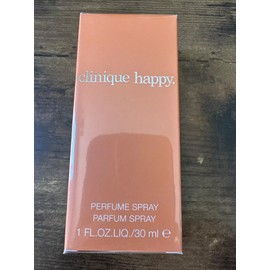 clinique happy.
PERFUME SPRAY
PARFUM SPRAY
1 FL.OZ.LIQ./30 ml ℮